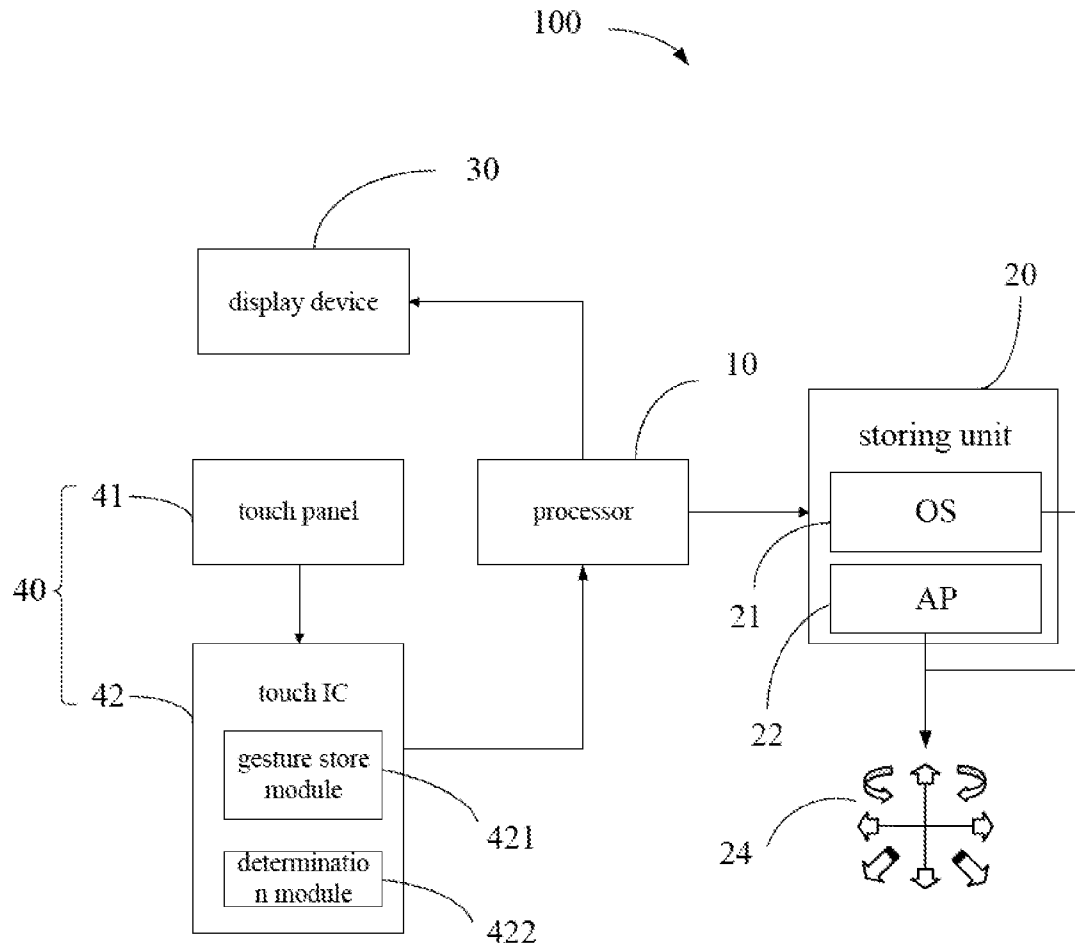 100
30
display device
20
10
storing unit
41
touch panel
processor
OS
40
21
AP
42
touch IC
22
gesture store
module
24
421
determinatio
n module
422